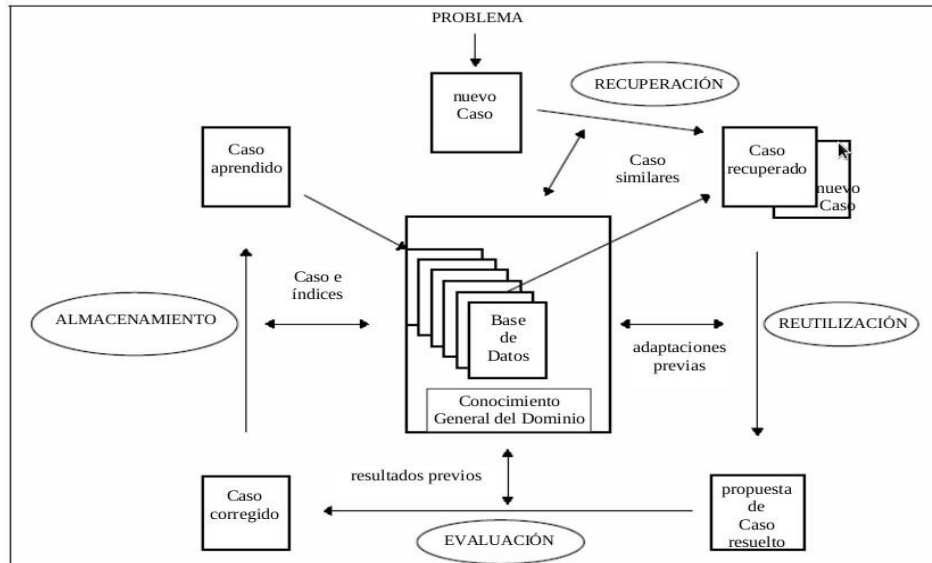 PROBLEMA
nuevo
Caso
RECUPERACIÓN
Caso
aprendido
Caso
similares
Caso
recuperado
nuevo
Caso
Caso e
índices
ALMACENAMIENTO
Base
de
Datos
REUTILIZACIÓN
adaptaciones
previas
Conocimiento
General del Dominio
resultados previos
Caso
corregido
propuesta
de
Caso
resuelto
EVALUACIÓN